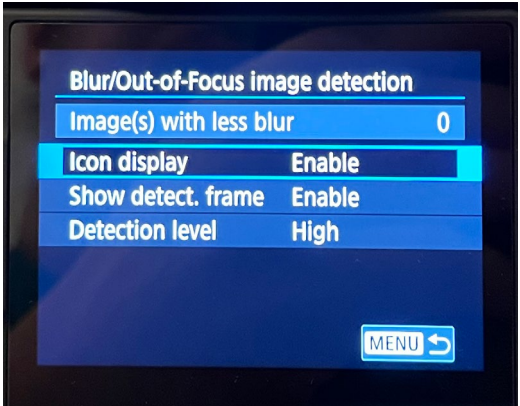 Blur/Out-of-Focus image detection
Image(s) with less blur 0
Icon display Enable
Show detect. frame Enable
Detection level High
MENU